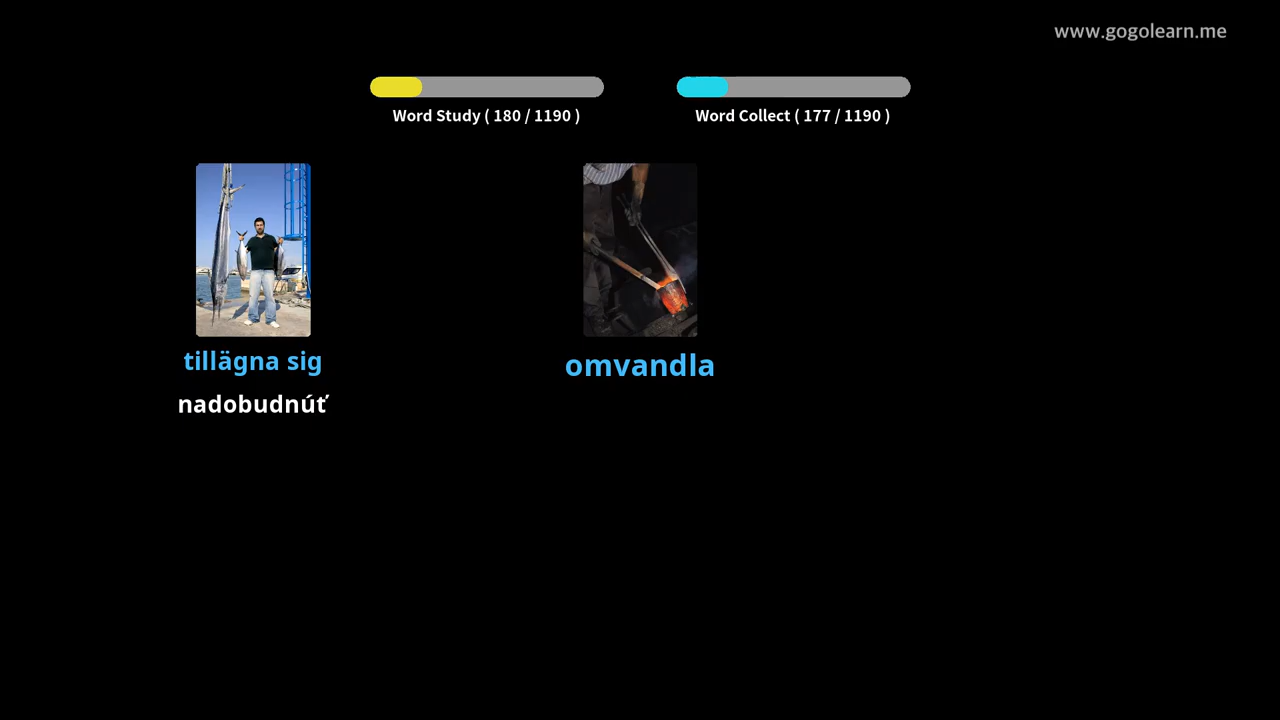 www.gogolearn.me
Word Study ( 180 / 1190 )
Word Collect ( 177 / 1190 )
tillägna sig
nadobudnúť
omvandla